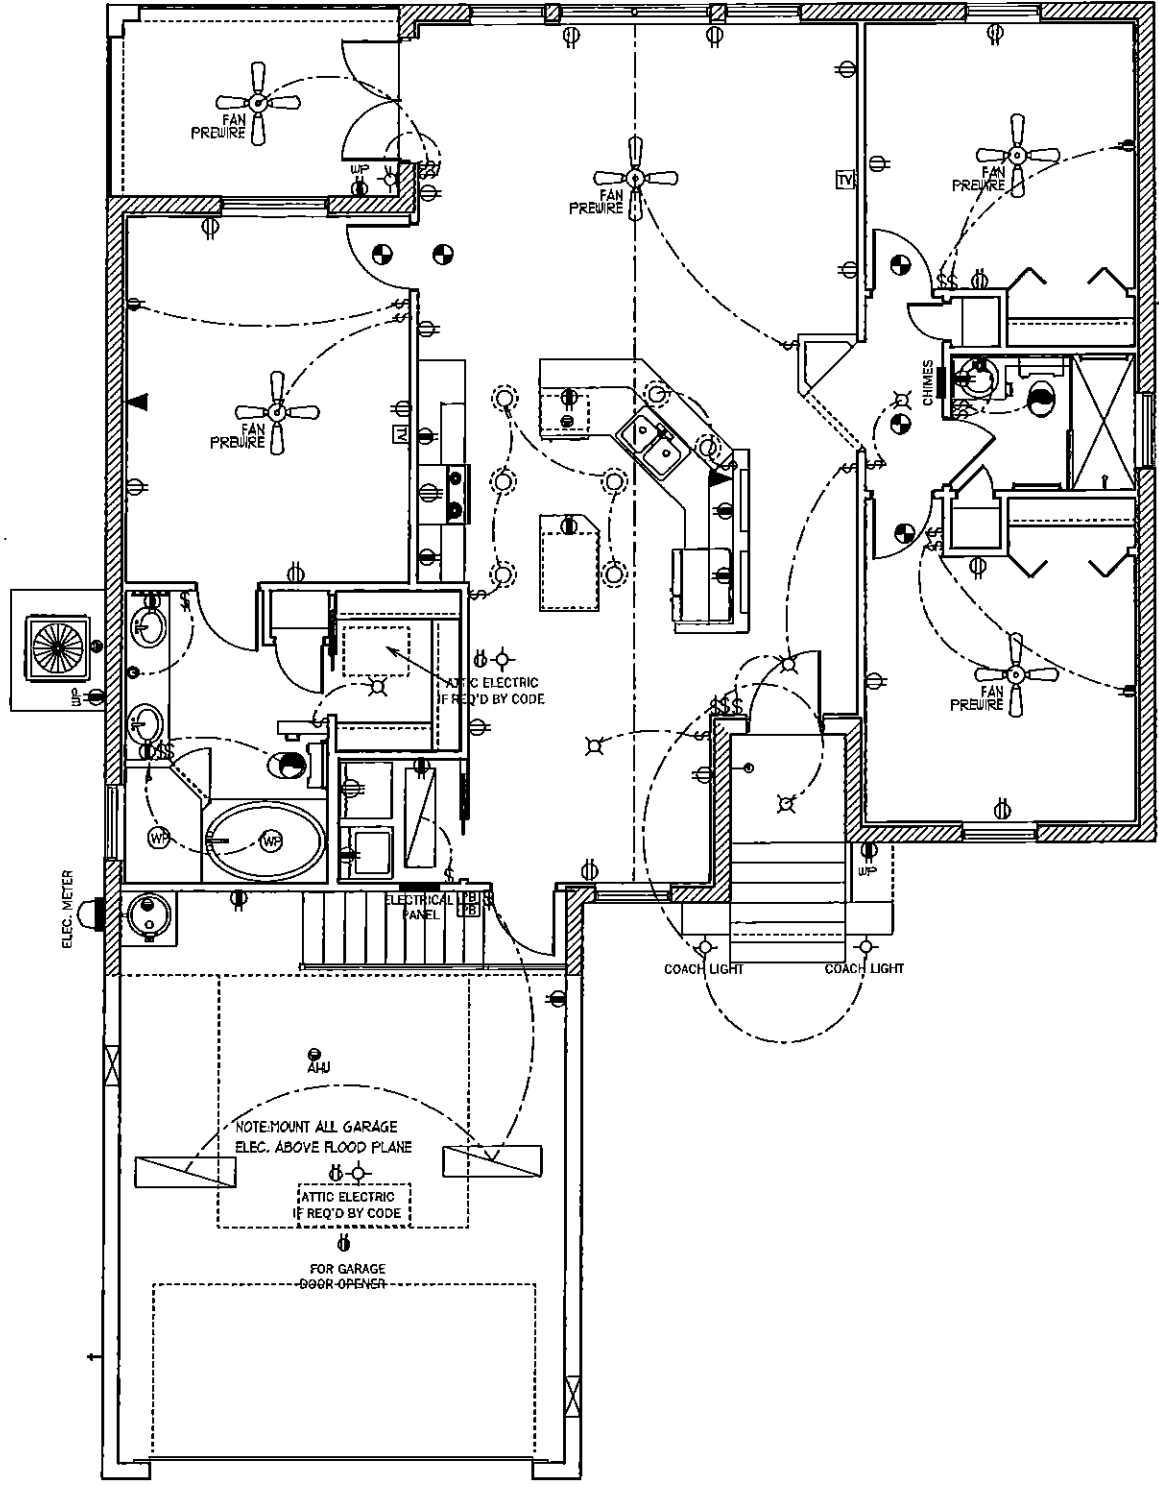 FAN
PREWIRE
WP
FAN
PREWIRE
TV
FAN
PREWIRE
CHIMES
FAN
PREWIRE
TV
$
$
$$
$$
$
WP
ATTIC ELECTRIC
IF REQ'D BY CODE
$$$
FAN
PREWIRE
$
$$
WP
WP
WP
ELEC. METER
ELECTRICAL
PANEL
PB
PB
COACH LIGHT
COACH LIGHT
AHU
NOTE:MOUNT ALL GARAGE
ELEC. ABOVE FLOOD PLANE
ATTIC ELECTRIC
IF REQ'D BY CODE
FOR GARAGE
DOOR OPENER